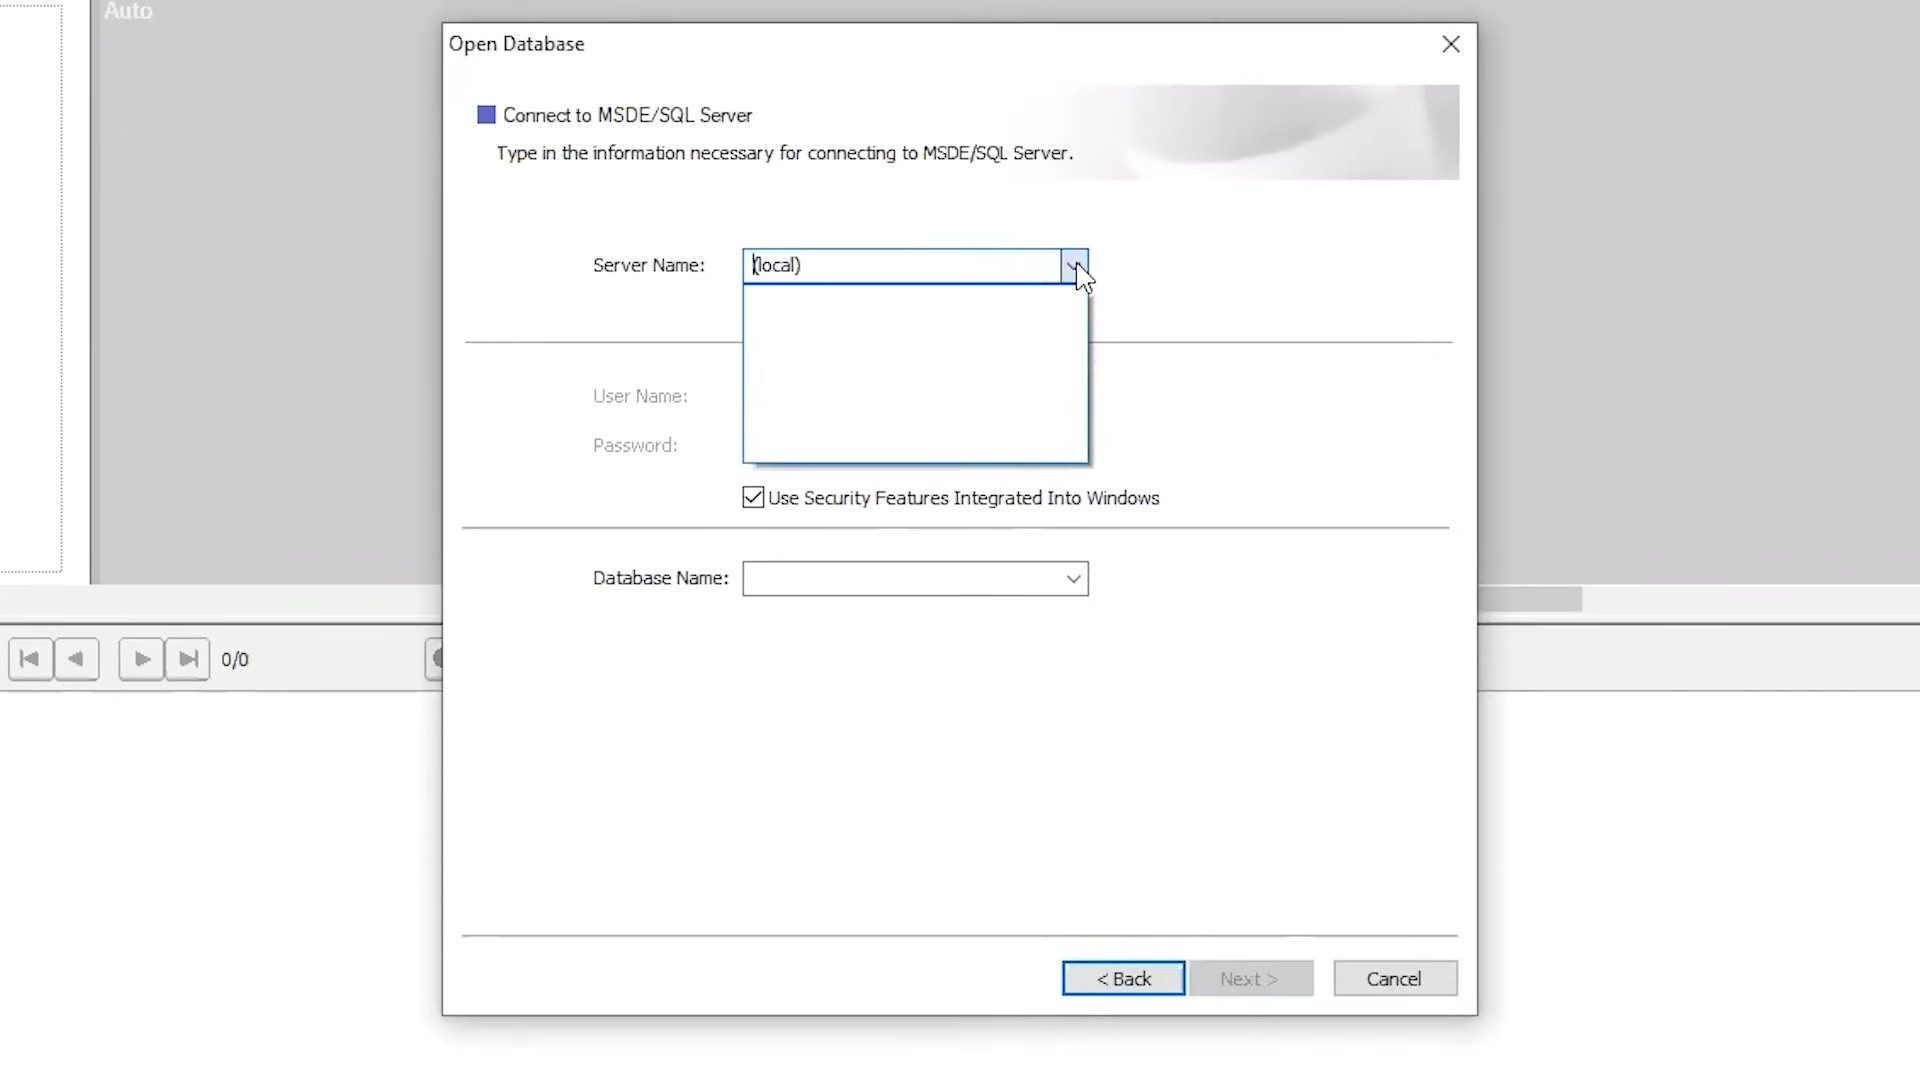 Auto
Open Database
Connect to MSDE/SQL Server
Type in the information necessary for connecting to MSDE/SQL Server.
Server Name: (local)
User Name:
Password:
Use Security Features Integrated Into Windows
Database Name:
0/0
< Back Next > Cancel